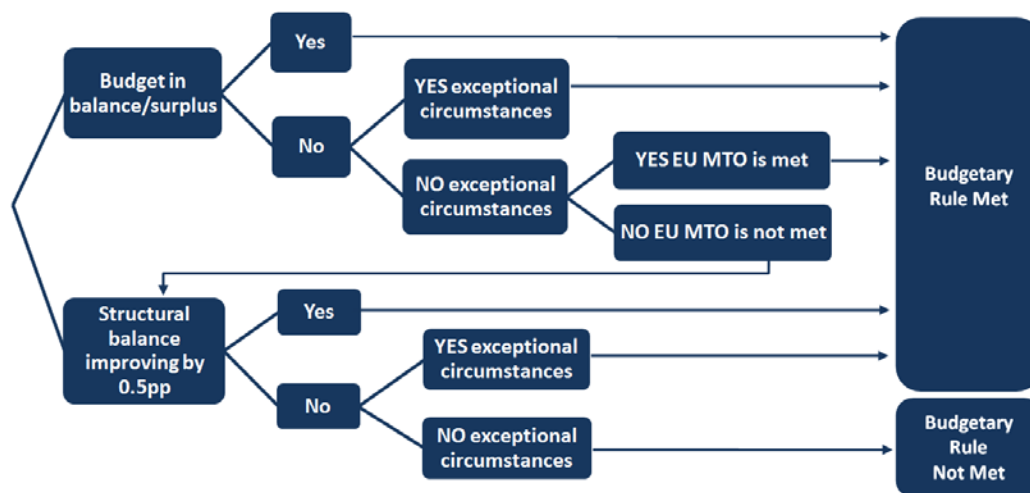 Yes
Budget in
balance/surplus
No
YES exceptional
circumstances
NO exceptional
circumstances
YES EU MTO is met
NO EU MTO is not met
Budgetary
Rule Met
Structural
balance
improving by
0.5pp
Yes
No
YES exceptional
circumstances
NO exceptional
circumstances
Budgetary
Rule
Not Met